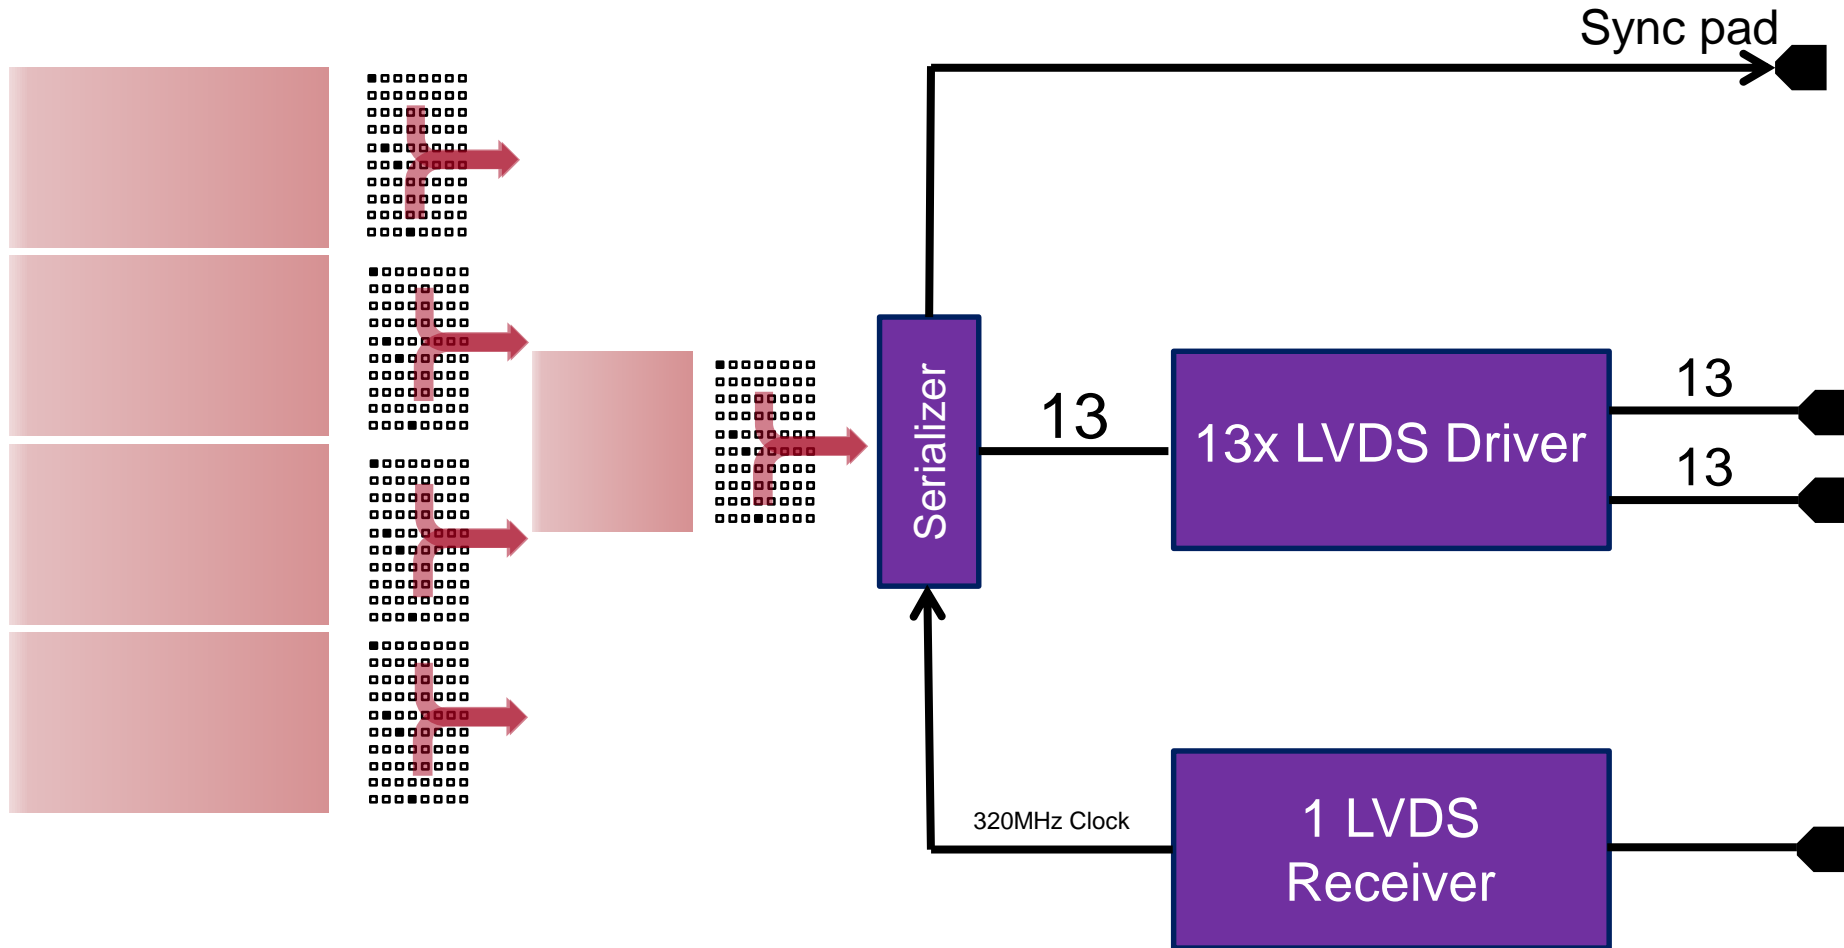 Sync pad
Serializer
13
13x LVDS Driver
13
13
320MHz Clock
1 LVDS
Receiver